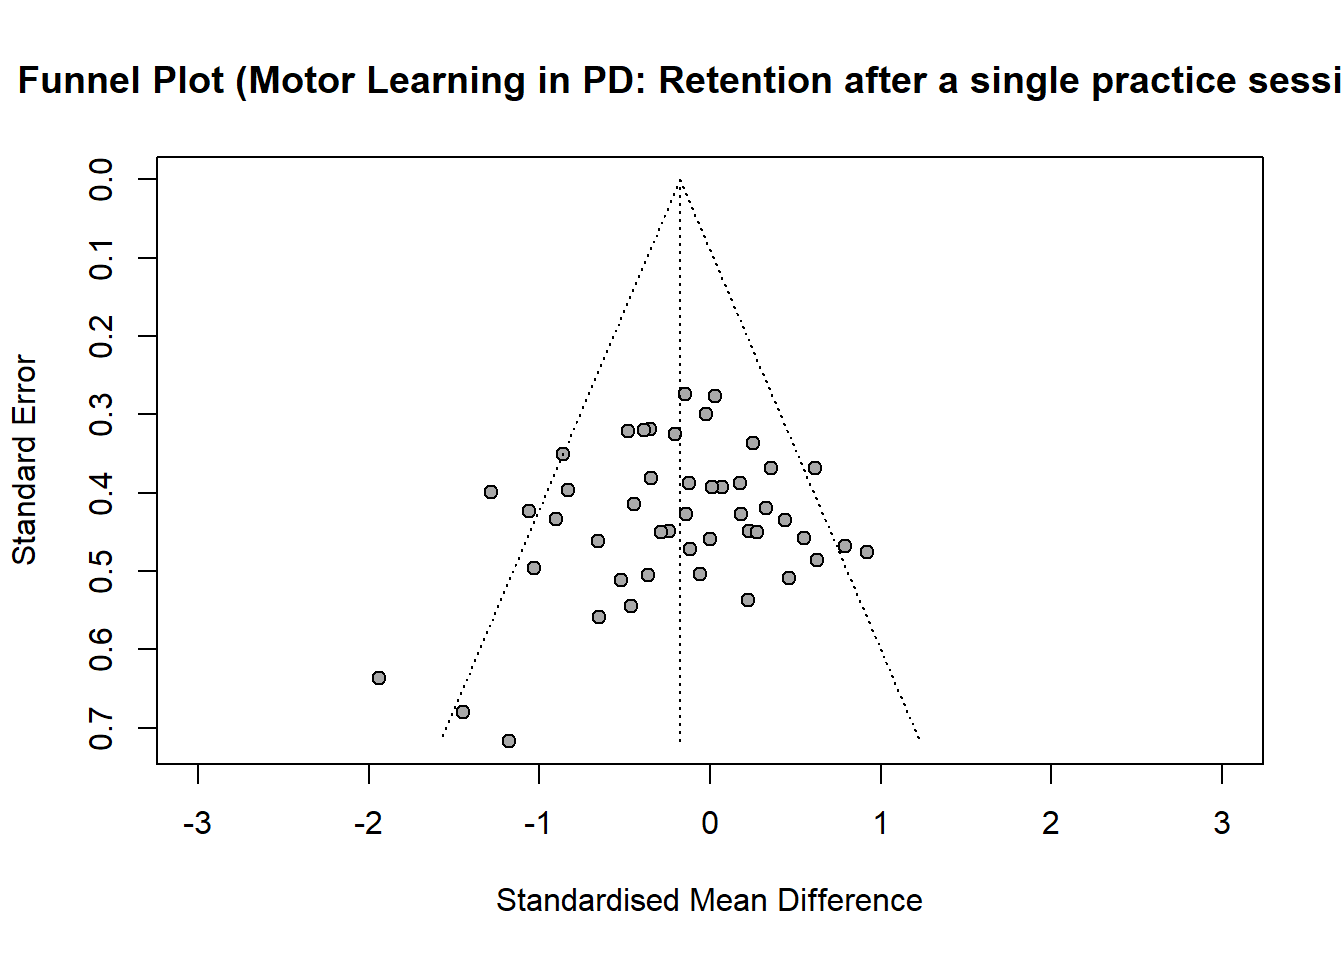 Funnel Plot (Motor Learning in PD: Retention after a single practice sessi
0.0
0.1
0.2
0.3
0.4
0.5
0.6
0.7
Standard Error
-3 -2 -1 0 1 2 3
Standardised Mean Difference